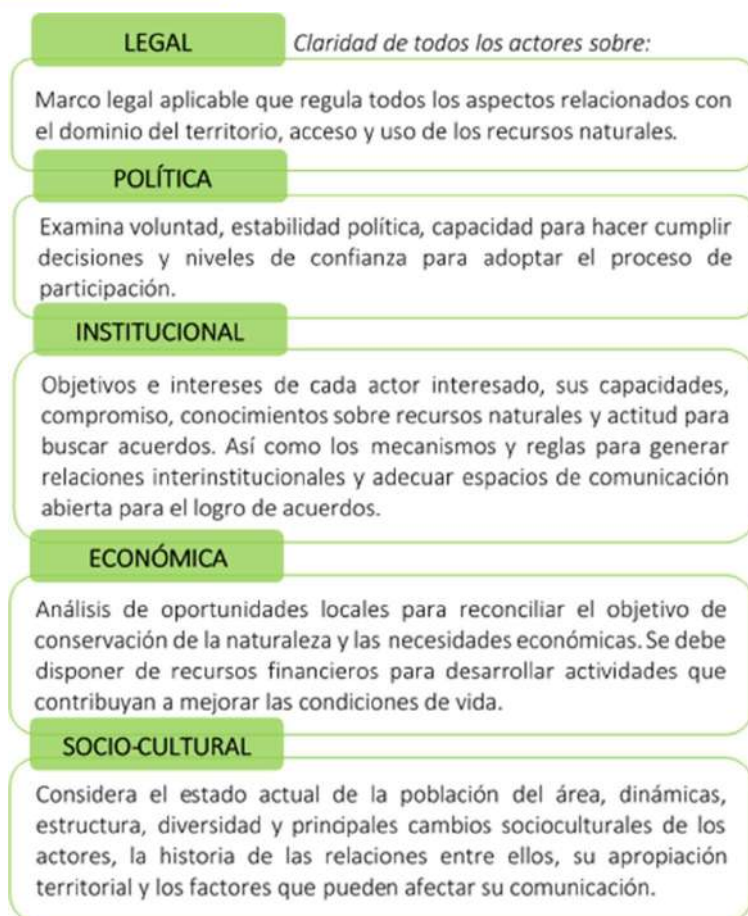 LEGAL Claridad de todos los actores sobre:
Marco legal aplicable que regula todos los aspectos relacionados con
el dominio del territorio, acceso y uso de los recursos naturales.
POLÍTICA
Examina voluntad, estabilidad política, capacidad para hacer cumplir
decisiones y niveles de confianza para adoptar el proceso de
participación.
INSTITUCIONAL
Objetivos e intereses de cada actor interesado, sus capacidades,
compromiso, conocimientos sobre recursos naturales y actitud para
buscar acuerdos. Así como los mecanismos y reglas para generar
relaciones interinstitucionales y adecuar espacios de comunicación
abierta para el logro de acuerdos.
ECONÓMICA
Análisis de oportunidades locales para reconciliar el objetivo de
conservación de la naturaleza y las necesidades económicas. Se debe
disponer de recursos financieros para desarrollar actividades que
contribuyan a mejorar las condiciones de vida.
SOCIO-CULTURAL
Considera el estado actual de la población del área, dinámicas,
estructura, diversidad y principales cambios socioculturales de los
actores, la historia de las relaciones entre ellos, su apropiación
territorial y los factores que pueden afectar su comunicación.